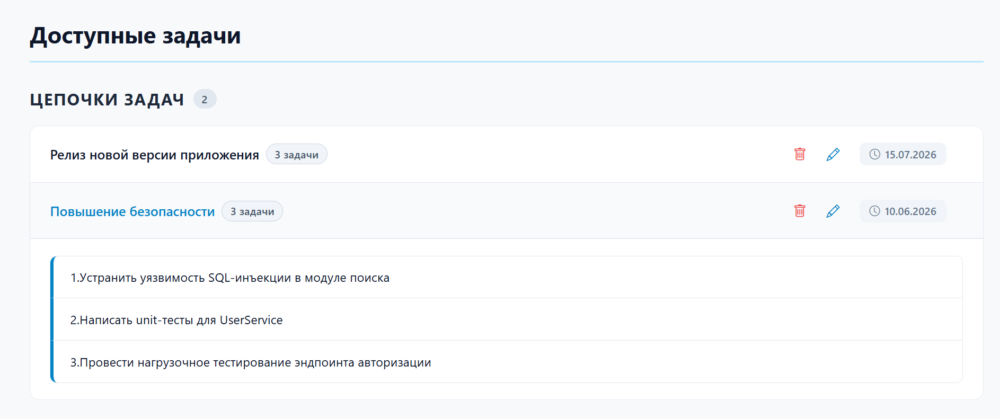 Доступные задачи
ЦЕПОЧКИ ЗАДАЧ 2
Релиз новой версии приложения 3 задачи 15.07.2026
Повышение безопасности 3 задачи 10.06.2026
1.Устранить уязвимость SQL-инъекции в модуле поиска
2.Написать unit-тесты для UserService
3.Провести нагрузочное тестирование эндпоинта авторизации